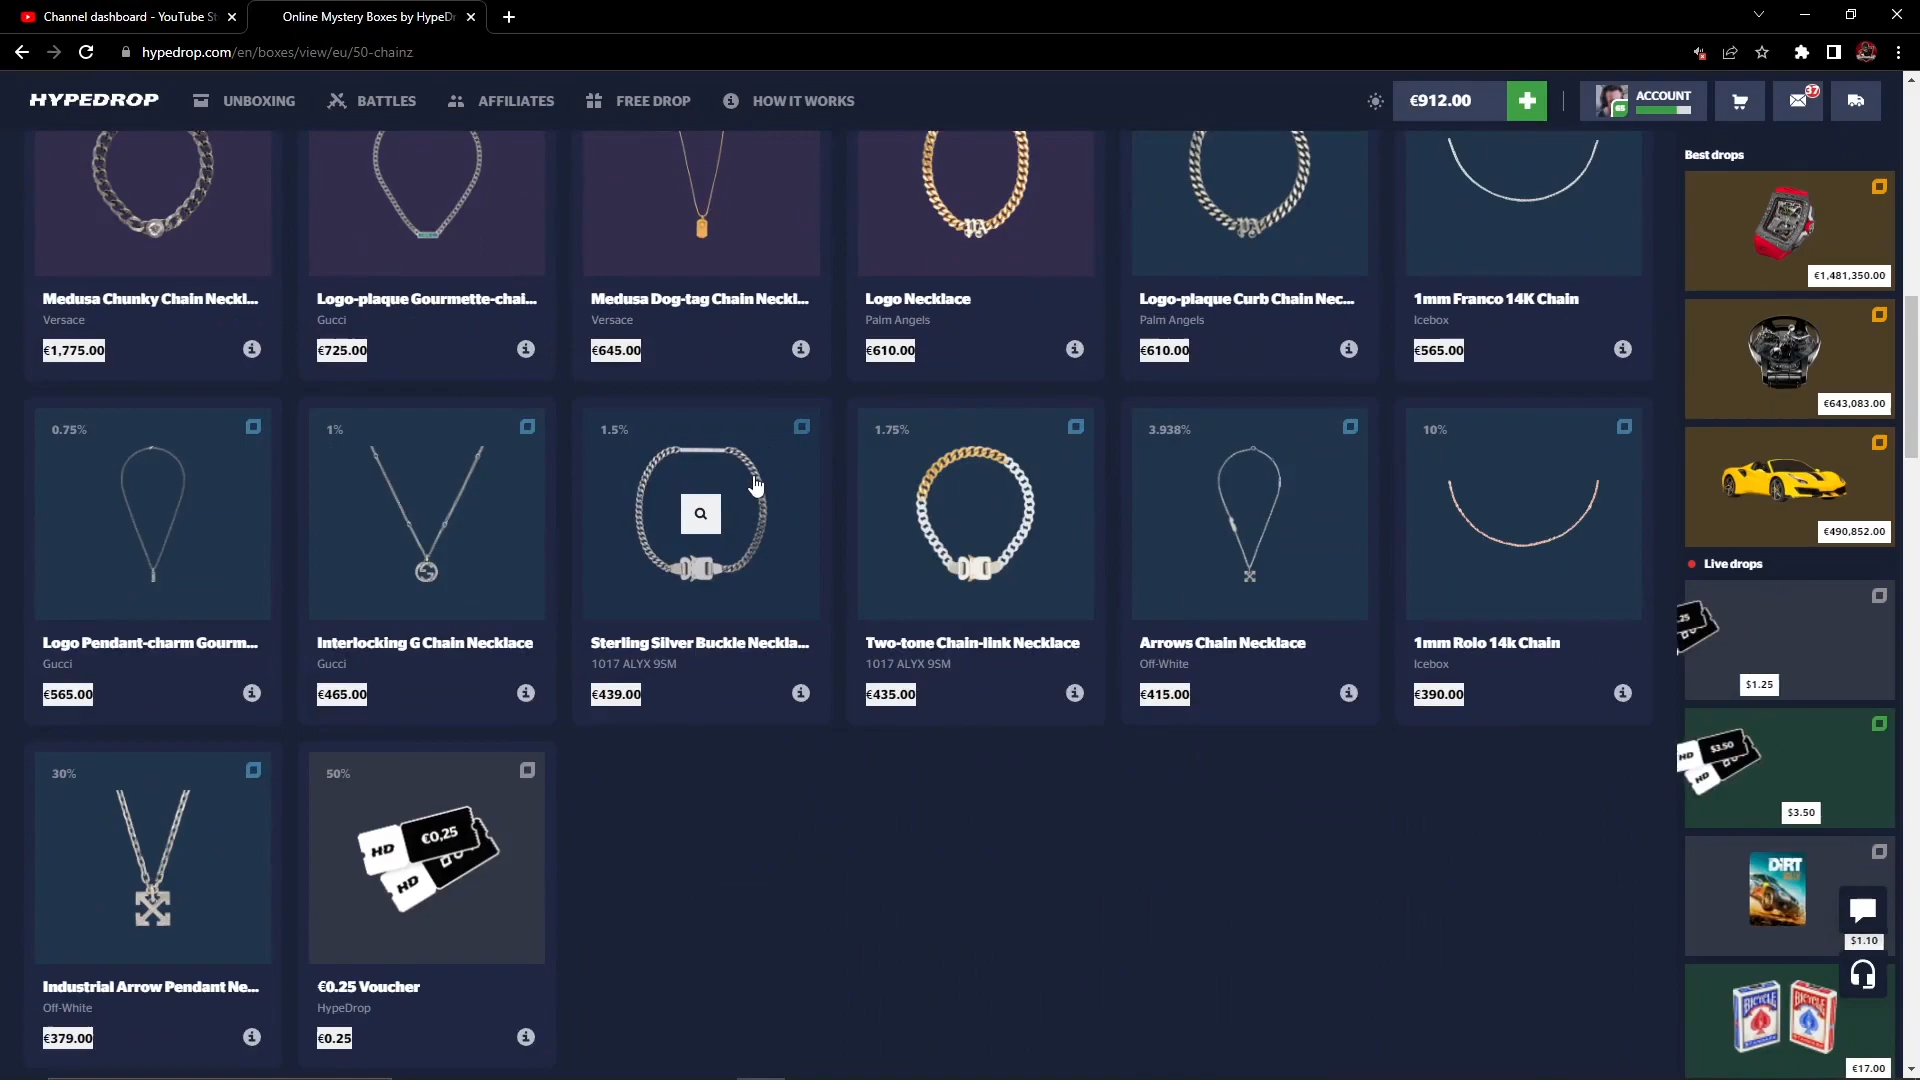 Channel dashboard - YouTube St
Online Mystery Boxes by HypeDr
hypedrop.com/en/boxes/view/eu/50-chainz
HYPEDROP
UNBOXING
BATTLES
AFFILIATES
FREE DROP
HOW IT WORKS
€912.00
65
ACCOUNT
37
Medusa Chunky Chain Neckl...
Versace
€1,775.00
Logo-plaque Gourmette-chai...
Gucci
€725.00
Medusa Dog-tag Chain Neckl...
Versace
€645.00
Logo Necklace
Palm Angels
€610.00
Logo-plaque Curb Chain Nec...
Palm Angels
€610.00
1mm Franco 14K Chain
Icebox
€565.00
0.75%
Logo Pendant-charm Gourm...
Gucci
€565.00
1%
Interlocking G Chain Necklace
Gucci
€465.00
1.5%
Sterling Silver Buckle Neckla...
1017 ALYX 9SM
€439.00
1.75%
Two-tone Chain-link Necklace
1017 ALYX 9SM
€435.00
3.938%
Arrows Chain Necklace
Off-White
€415.00
10%
1mm Rolo 14k Chain
Icebox
€390.00
30%
Industrial Arrow Pendant Ne...
Off-White
€379.00
50%
HD
€0,25
HD
€0.25 Voucher
HypeDrop
€0.25
Best drops
€1,481,350.00
€643,083.00
€490,852.00
Live drops
$1.25
HD
$3.50
HD
$3.50
DiRT
$1.10
BICYCLE
BICYCLE
€17.00